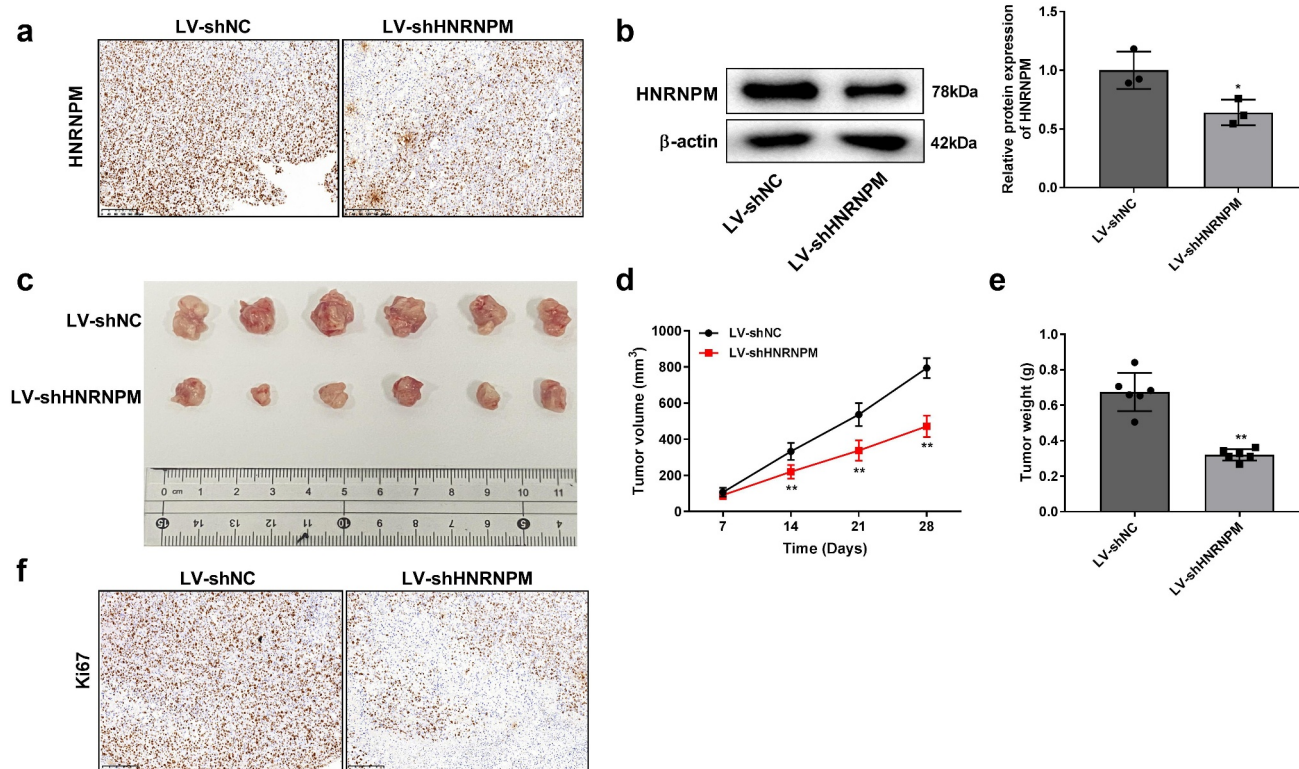 a
LV-shNC
LV-shHNRNPM
HNRNPM
b
HNRNPM
78kDa
β-actin
42kDa
LV-shNC
LV-shHNRNPM
Relative protein expression
of HNRNPM
1.5
1.0
0.5
0.0
*
LV-shNC
LV-shHNRNPM
c
LV-shNC
LV-shHNRNPM
0 cm 1 2 3 4 5 6 7 8 9 10 11
15 14 13 12 11 10 9 8 7 6 5 4
d
LV-shNC
LV-shHNRNPM
Tumor volume (mm³)
1000
800
600
400
200
0
** ** **
7 14 21 28
Time (Days)
e
Tumor weight (g)
1.0
0.8
0.6
0.4
0.2
0.0
**
LV-shNC
LV-shHNRNPM
f
LV-shNC
LV-shHNRNPM
Ki67